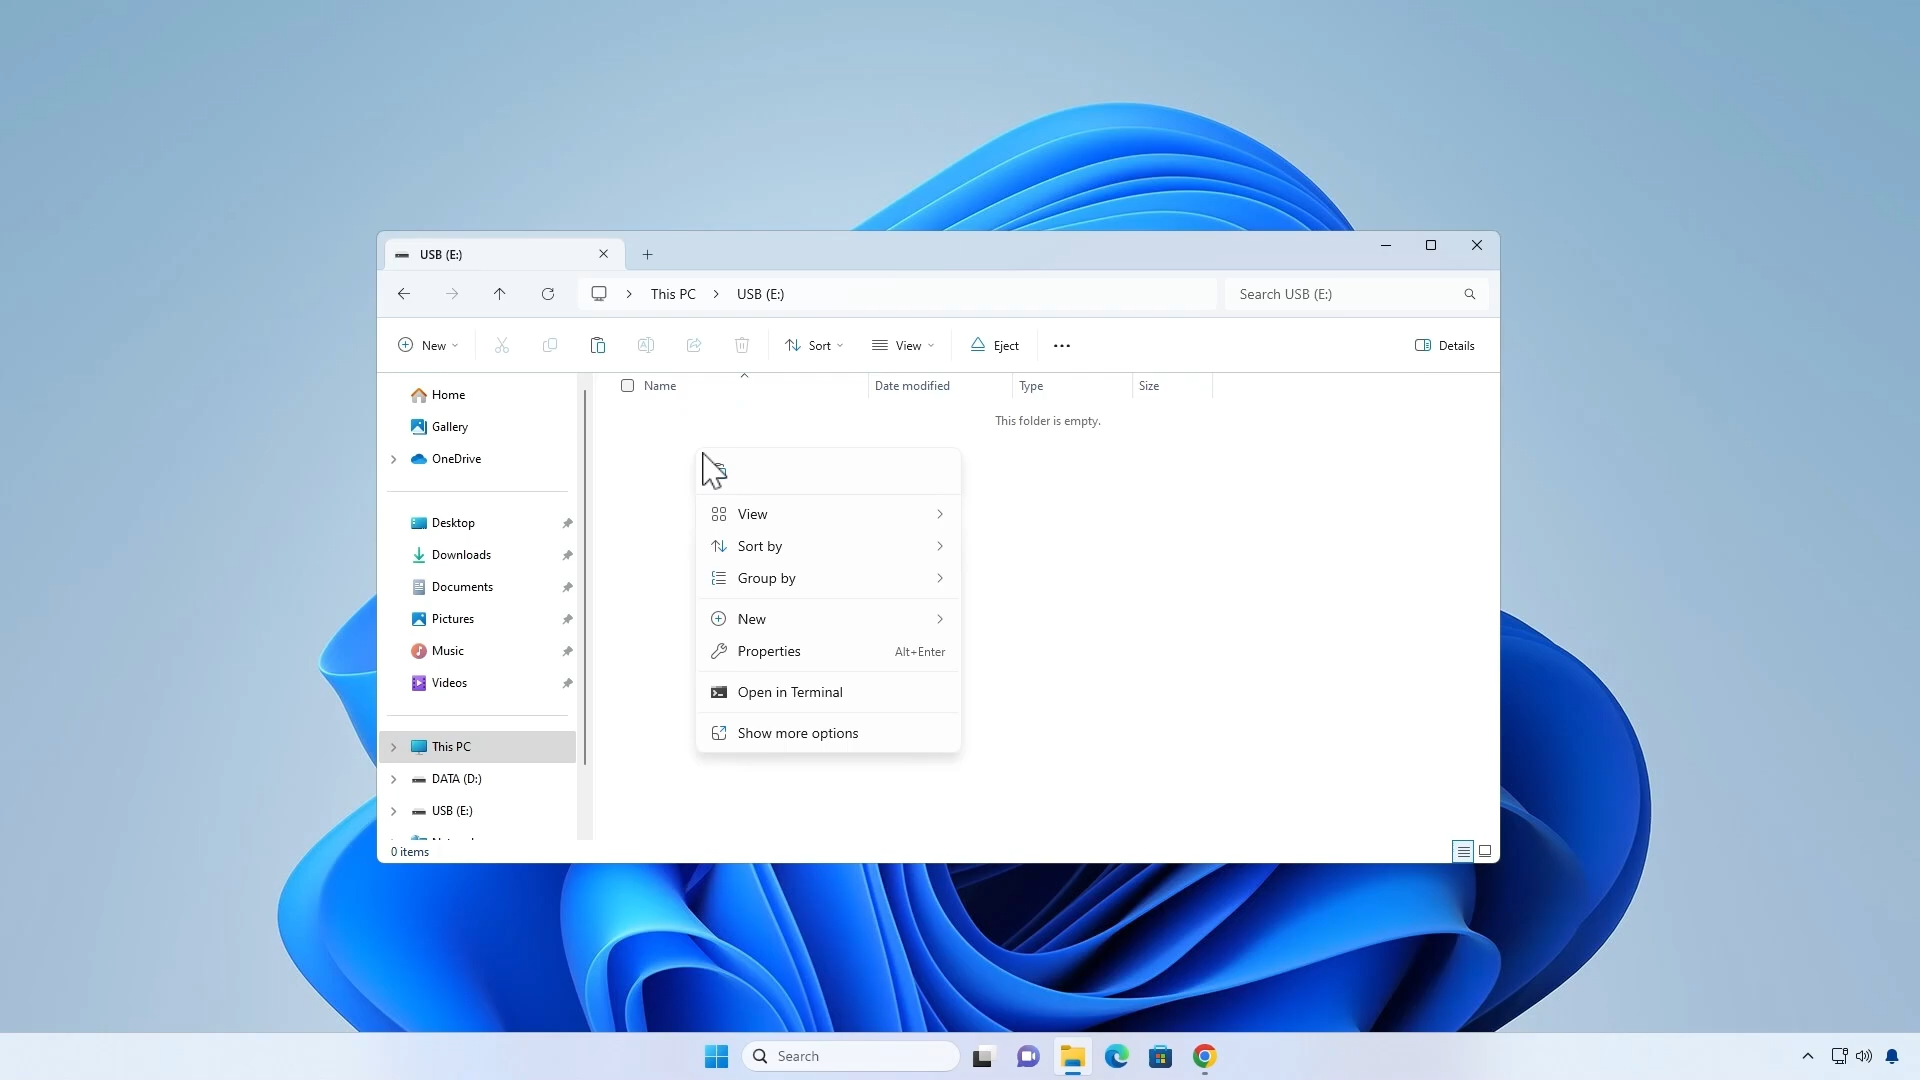 USB (E:)
This PC
USB (E:)
Search USB (E:)
New
Sort
View
Eject
Details
Name
Date modified
Type
Size
This folder is empty.
Home
Gallery
OneDrive
Desktop
Downloads
Documents
Pictures
Music
Videos
This PC
DATA (D:)
USB (E:)
View
Sort by
Group by
New
Properties Alt+Enter
Open in Terminal
Show more options
0 items
Search